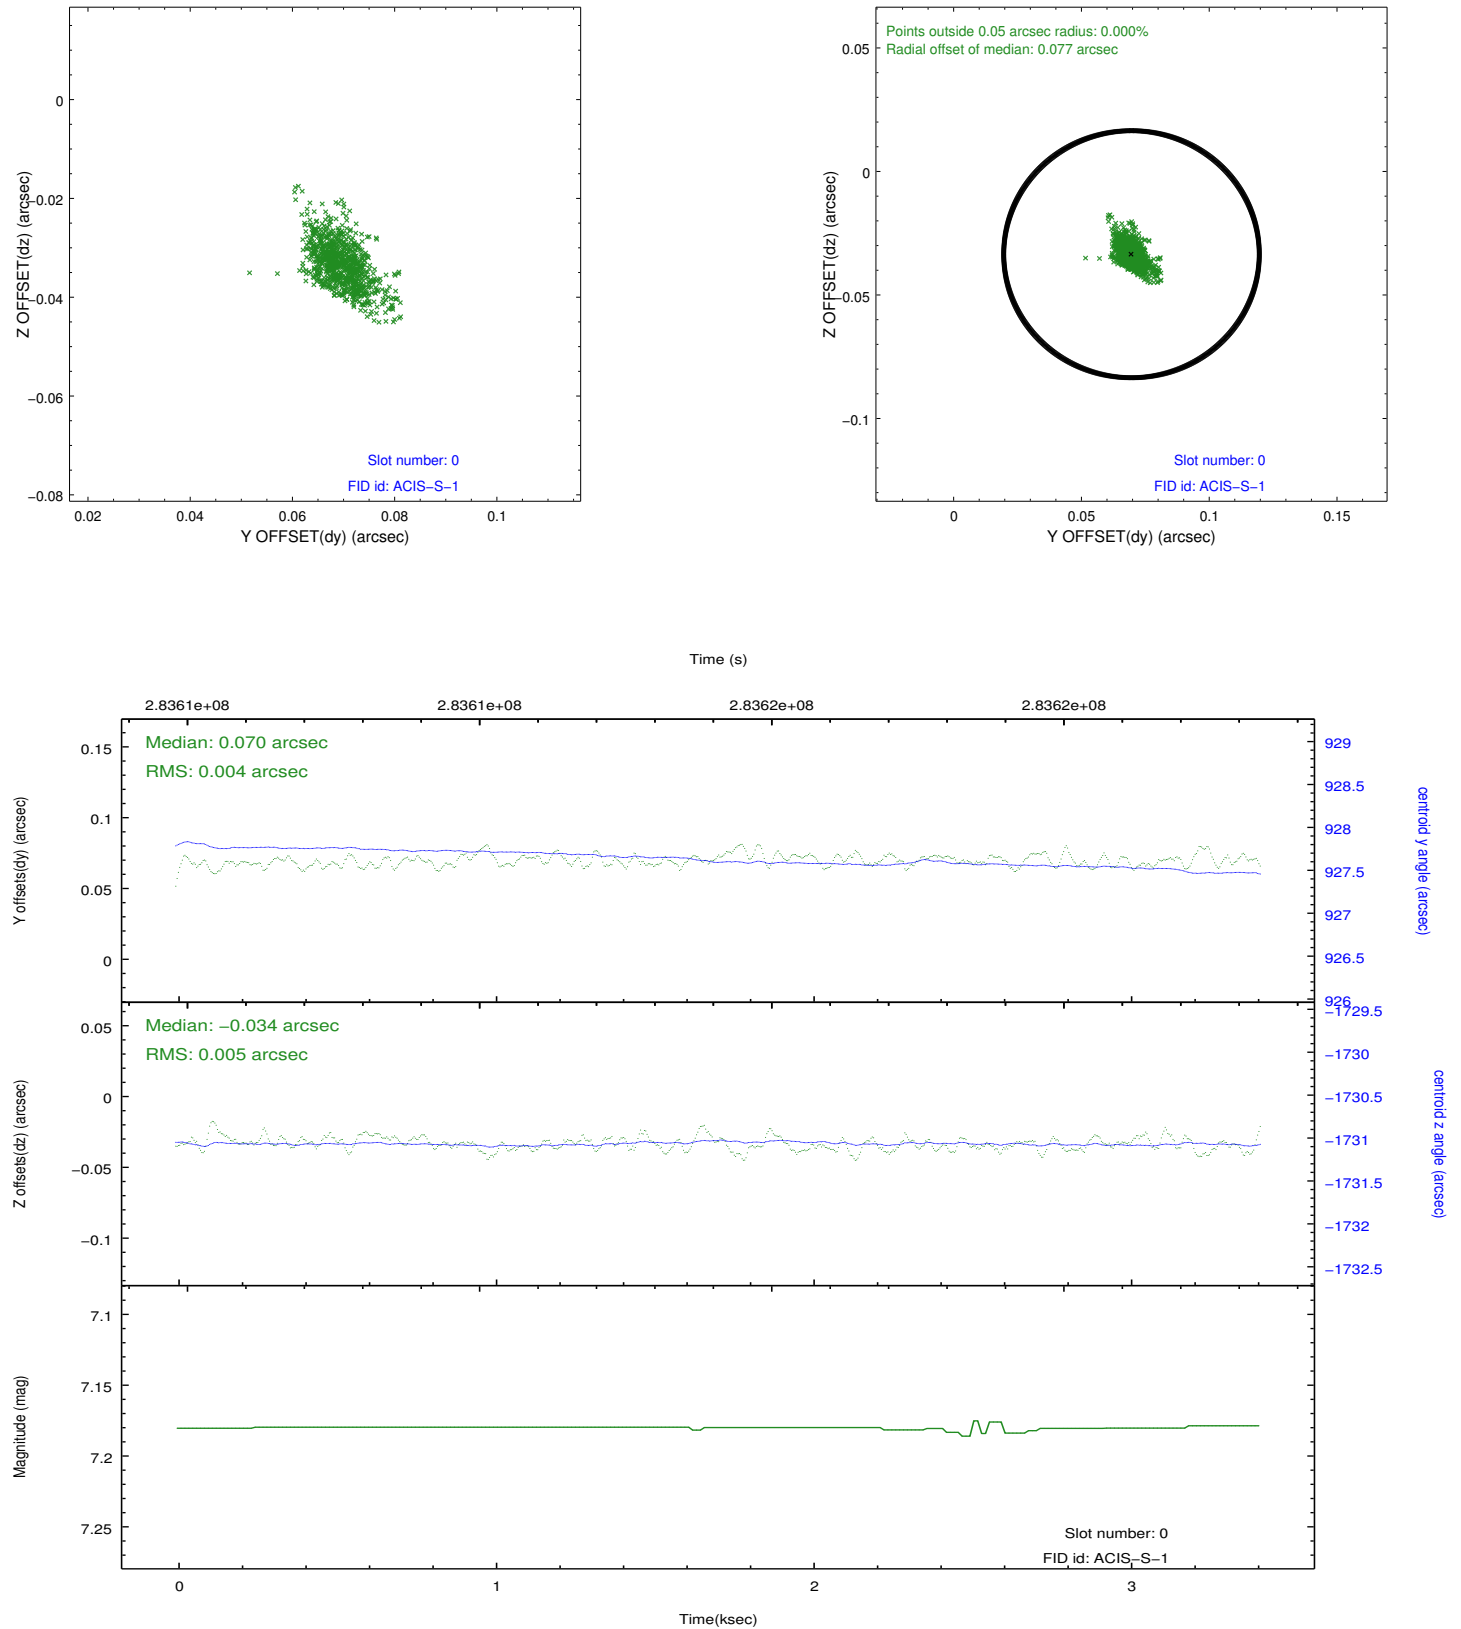 0
−0.02
−0.04
−0.06
−0.08
Z OFFSET(dz) (arcsec)
Slot number: 0
FID id: ACIS−S−1
0.02 0.04 0.06 0.08 0.1
Y OFFSET(dy) (arcsec)
Points outside 0.05 arcsec radius: 0.000%
Radial offset of median: 0.077 arcsec
0.05
0
−0.05
−0.1
Z OFFSET(dz) (arcsec)
Slot number: 0
FID id: ACIS−S−1
0 0.05 0.1 0.15
Y OFFSET(dy) (arcsec)
Time (s)
2.8361e+08 2.8361e+08 2.8362e+08 2.8362e+08
Median: 0.070 arcsec
RMS: 0.004 arcsec
0.15
0.1
0.05
0
Y offsets(dy) (arcsec)
929
928.5
928
927.5
927
926.5
926
centroid y angle (arcsec)
Median: −0.034 arcsec
RMS: 0.005 arcsec
0.05
0
−0.05
−0.1
Z offsets(dz) (arcsec)
−1729.5
−1730
−1730.5
−1731
−1731.5
−1732
−1732.5
centroid z angle (arcsec)
7.1
7.15
7.2
7.25
Magnitude (mag)
Slot number: 0
FID id: ACIS−S−1
0 1 2 3
Time(ksec)